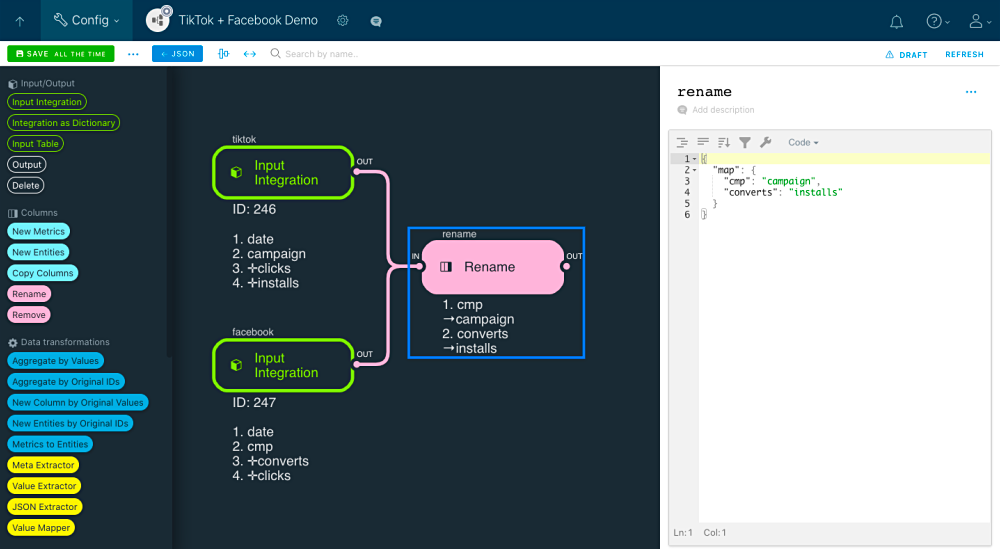 Config
TikTok + Facebook Demo
SAVE ALL THE TIME
...
← JSON
Search by name..
DRAFT
REFRESH
Input/Output
Input Integration
Integration as Dictionary
Input Table
Output
Delete
Columns
New Metrics
New Entities
Copy Columns
Rename
Remove
Data transformations
Aggregate by Values
Aggregate by Original IDs
New Column by Original Values
New Entities by Original IDs
Metrics to Entities
Meta Extractor
Value Extractor
JSON Extractor
Value Mapper
tiktok
Input
Integration
OUT
ID: 246
1. date
2. campaign
3. ✛clicks
4. ✛installs
facebook
Input
Integration
OUT
ID: 247
1. date
2. cmp
3. ✛converts
4. ✛clicks
rename
IN
Rename
OUT
1. cmp
→campaign
2. converts
→installs
rename
...
Add description
Code
1 {
2 "map": {
3 "cmp": "campaign",
4 "converts": "installs"
5 }
6 }
Ln: 1 Col: 1